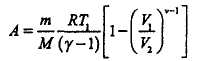 A = \frac{m}{M} \frac{RT_1}{(\gamma-1)} \left[ 1 - \left( \frac{V_1}{V_2} \right)^{\gamma-1} \right]